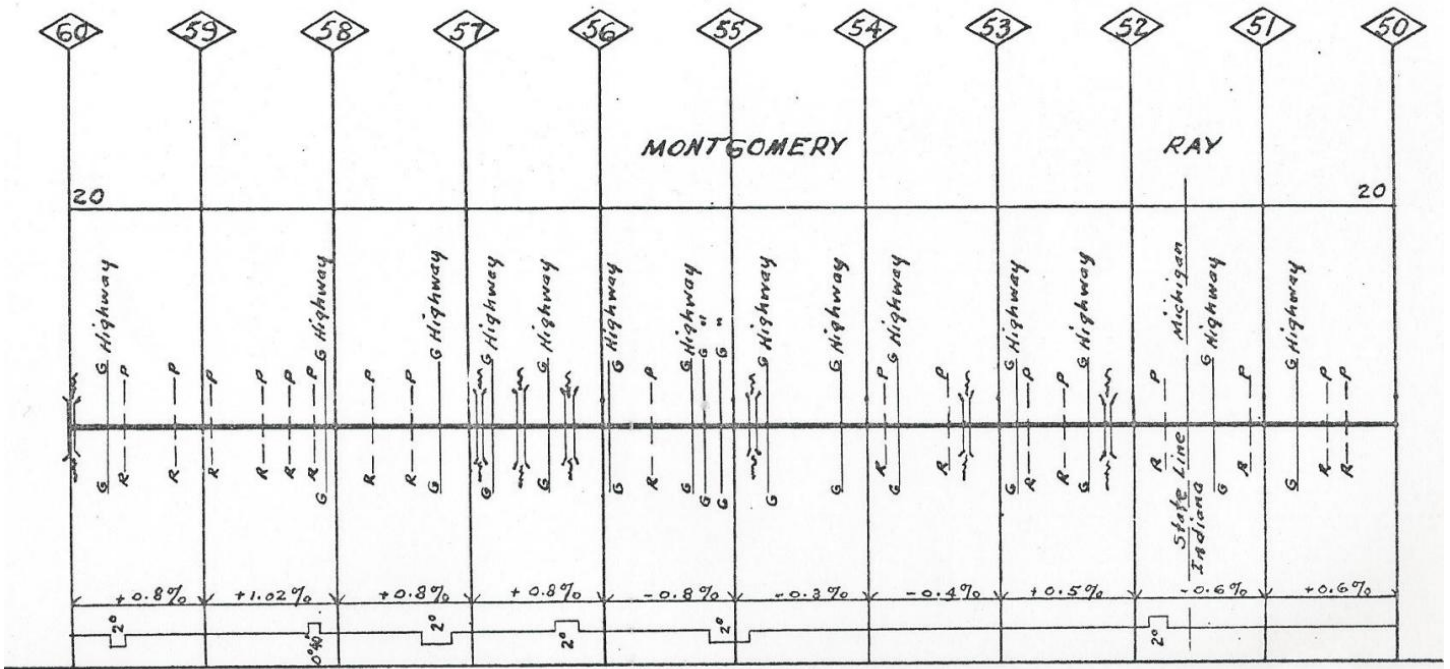 60 59 58 57 56 55 54 53 52 51 50
MONTGOMERY RAY
20 20
G Highway G Highway G Highway G Highway G Highway G Highway G Highway G " G " G Highway G Highway G Highway G Highway G Highway G Highway G Highway
P P P P P P P P P P P P P P P P P P
Michigan
R R R R R R R R R R R R R R R R R R
G G G G G G G G G G G G G G G G
State Line
Indiana
+0.8% +1.02% +0.8% +0.8% -0.8% -0.3% -0.4% +0.5% -0.6% +0.6%
2° 0°40' 2° 2° 2° 2°